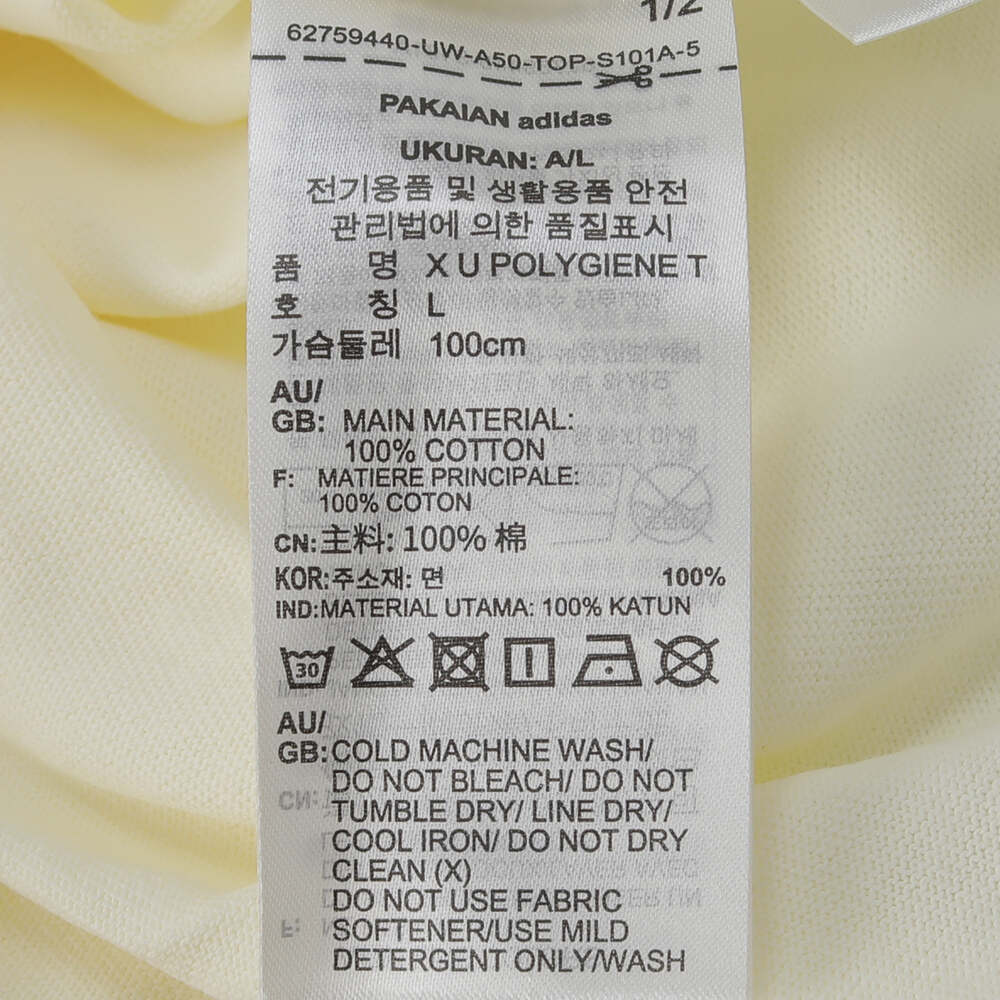 1/2
62759440-UW-A50-TOP-S101A-5
PAKAIAN adidas
UKURAN: A/L
전기용품 및 생활용품 안전
관리법에 의한 품질표시
품 명 X U POLYGIENE T
호 칭 L
가슴둘레 100cm
AU/
GB: MAIN MATERIAL:
100% COTTON
F: MATIERE PRINCIPALE:
100% COTON
CN:主料: 100% 棉
KOR:주소재: 면 100%
IND:MATERIAL UTAMA: 100% KATUN
30
AU/
GB:COLD MACHINE WASH/
DO NOT BLEACH/ DO NOT
TUMBLE DRY/ LINE DRY/
COOL IRON/ DO NOT DRY
CLEAN (X)
DO NOT USE FABRIC
SOFTENER/USE MILD
DETERGENT ONLY/WASH